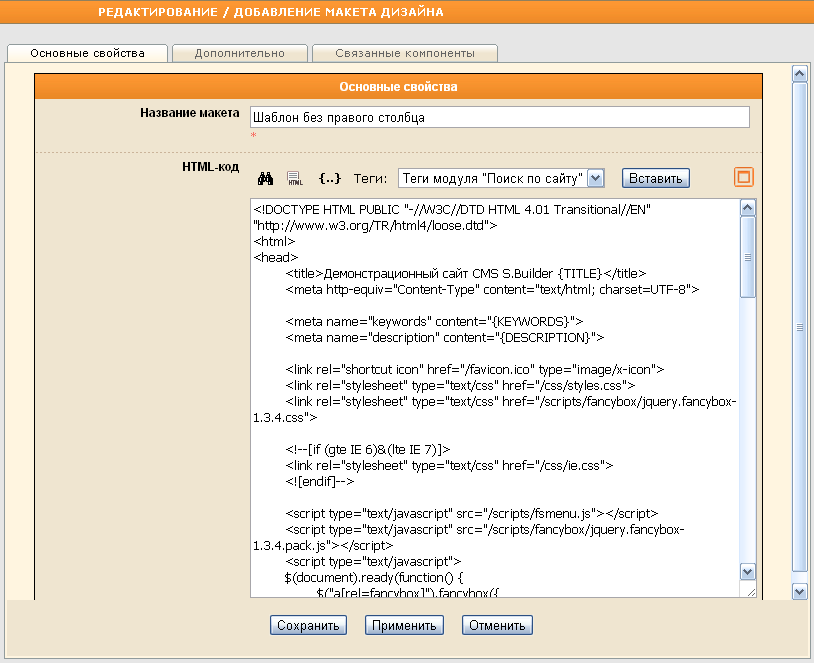 РЕДАКТИРОВАНИЕ / ДОБАВЛЕНИЕ МАКЕТА ДИЗАЙНА
Основные свойства
Дополнительно
Связанные компоненты
Основные свойства
Название макета
Шаблон без правого столбца
*
HTML-код
HTML
{..}
Теги:
Теги модуля "Поиск по сайту"
Вставить
<!DOCTYPE HTML PUBLIC "-//W3C//DTD HTML 4.01 Transitional//EN"
"http://www.w3.org/TR/html4/loose.dtd">
<html>
<head>
<title>Демонстрационный сайт CMS S.Builder {TITLE}</title>
<meta http-equiv="Content-Type" content="text/html; charset=UTF-8">
<meta name="keywords" content="{KEYWORDS}">
<meta name="description" content="{DESCRIPTION}">
<link rel="shortcut icon" href="/favicon.ico" type="image/x-icon">
<link rel="stylesheet" type="text/css" href="/css/styles.css">
<link rel="stylesheet" type="text/css" href="/scripts/fancybox/jquery.fancybox-
1.3.4.css">
<!--[if (gte IE 6)&(lte IE 7)]>
<link rel="stylesheet" type="text/css" href="/css/ie.css">
<![endif]-->
<script type="text/javascript" src="/scripts/fsmenu.js"></script>
<script type="text/javascript" src="/scripts/fancybox/jquery.fancybox-
1.3.4.pack.js"></script>
<script type="text/javascript">
$(document).ready(function() {
$("a[rel=fancybox]").fancybox({
Сохранить
Применить
Отменить